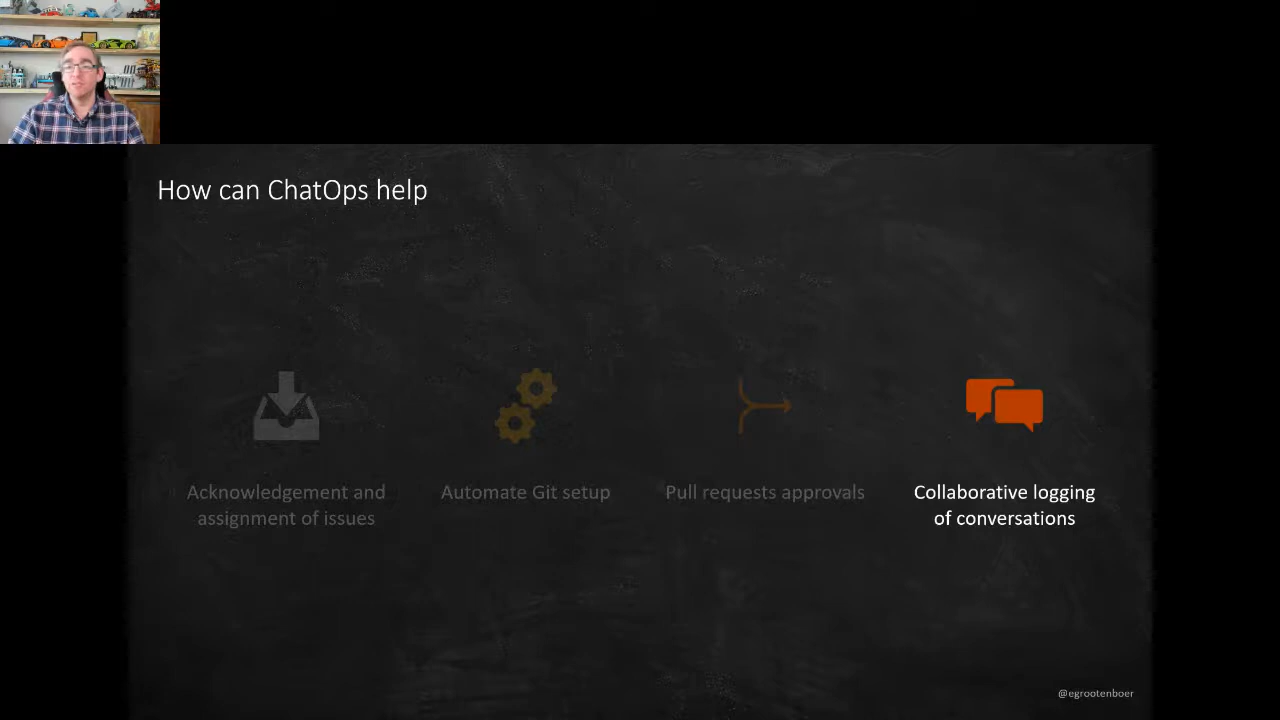 How can ChatOps help
Acknowledgement and
assignment of issues
Automate Git setup
Pull requests approvals
Collaborative logging
of conversations
@egrootenboer